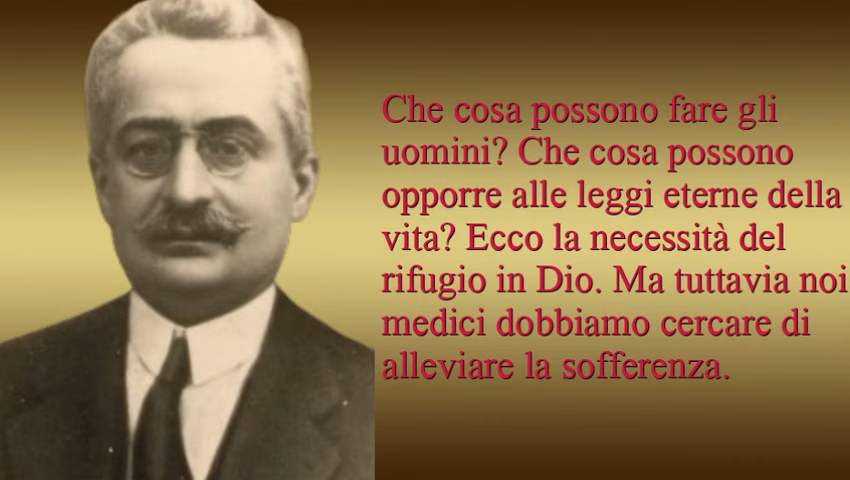 Che cosa possono fare gli
uomini? Che cosa possono
opporre alle leggi eterne della
vita? Ecco la necessità del
rifugio in Dio. Ma tuttavia noi
medici dobbiamo cercare di
alleviare la sofferenza.